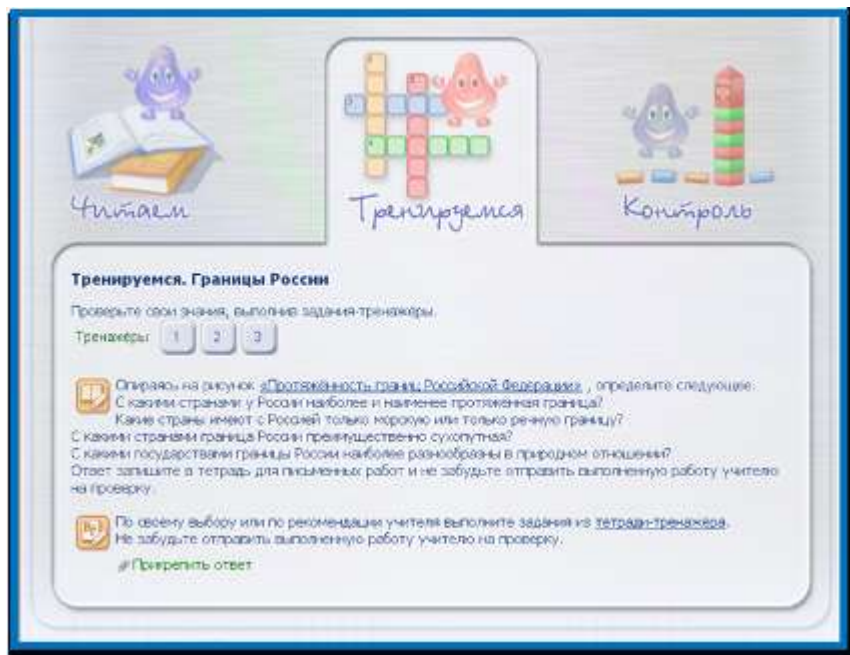 Читаем
Тренируемся
Контроль
Тренируемся. Границы России
Проверьте свои знания, выполнив задания-тренажёры.
Тренажёры 1 2 3
Опираясь на рисунок «Протяжённость границ Российской Федерации», определите следующее.
С какими странами у России наиболее и наименее протяжённая граница?
Какие страны имеют с Россией только морскую или только речную границу?
С какими странами граница России преимущественно сухопутная?
С какими государствами границы России наиболее разнообразны в природном отношении?
Ответ запишите в тетрадь для письменных работ и не забудьте отправить выполненную работу учителю
на проверку.
По своему выбору или по рекомендации учителя выполните задания из тетради-тренажёра.
Не забудьте отправить выполненную работу учителю на проверку.
Прикрепить ответ